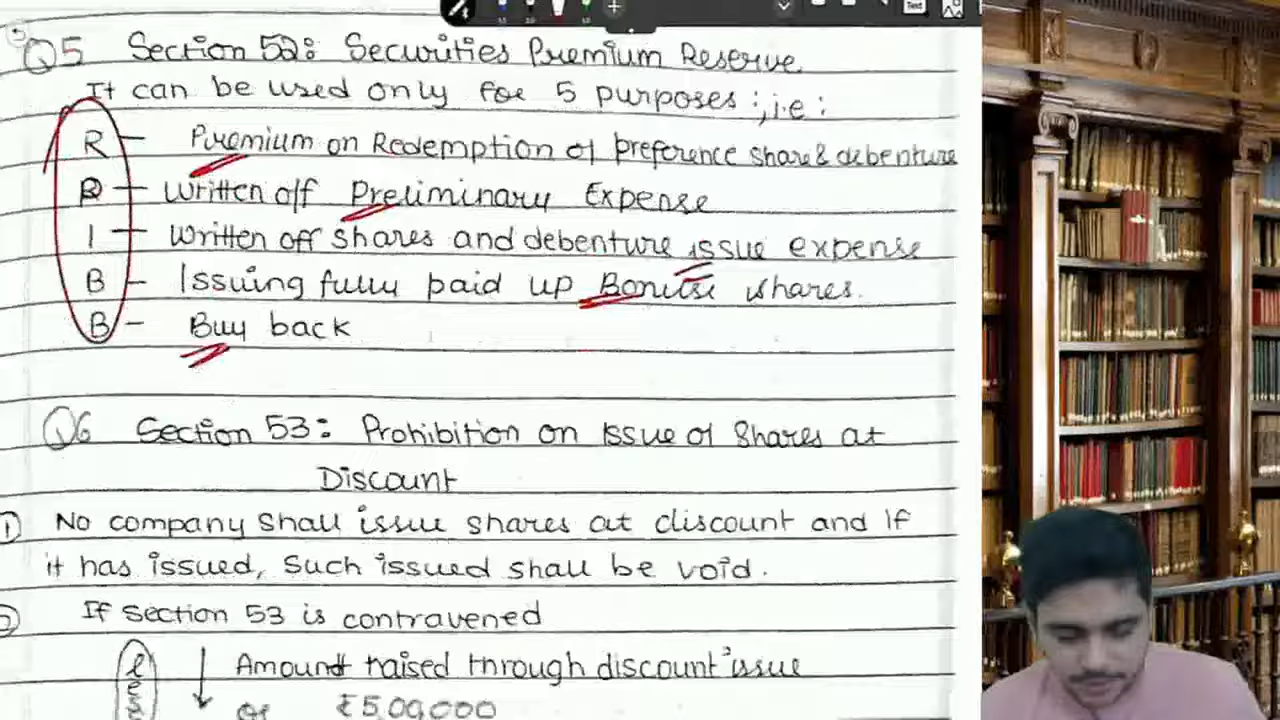 Q5 Section 52: Securities Premium Reserve
It can be used only for 5 purposes :, i.e :
R - Premium on Redemption of preference share & debenture
P - Written off Preliminary Expense
I - Written off shares and debenture issue expense
B - Issuing fully paid up Bonus shares.
B - Buy back
Q6 Section 53: Prohibition on Issue of Shares at
Discount
① No company shall issue shares at discount and if
it has issued, Such issued shall be void.
② If Section 53 is contravened
↓ Amount raised through discount issue
or ₹5,00,000
Text